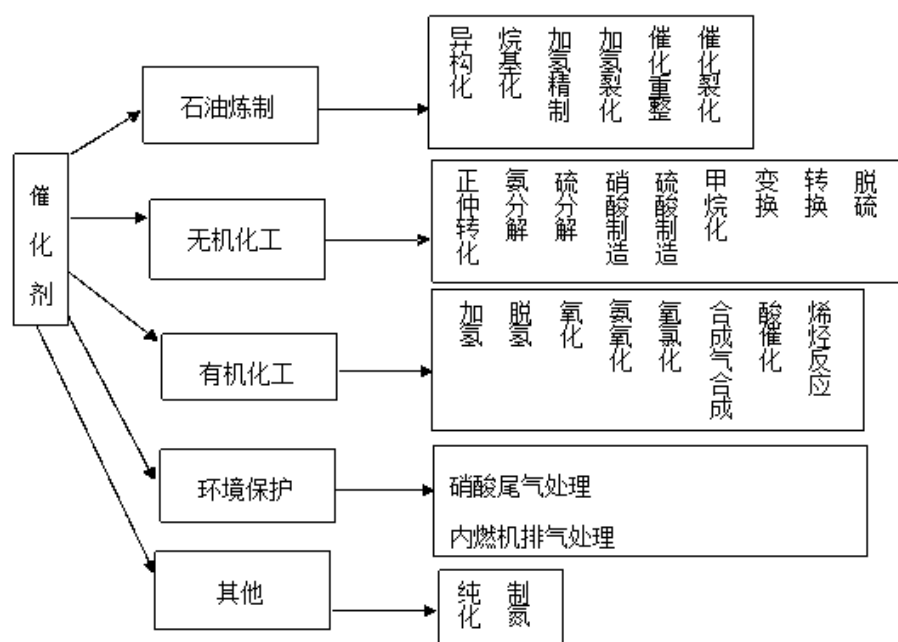 催化剂
石油炼制
异构化
烷基化
加氢精制
加氢裂化
催化重整
催化裂化
无机化工
正仲转化
氨分解
硫分解
硝酸制造
硫酸制造
甲烷化
变换
转换
脱硫
有机化工
加氢
脱氢
氧化
氨氧化
氧氯化
合成气合成
酸催化
烯烃反应
环境保护
硝酸尾气处理
内燃机排气处理
其他
纯化
制氮